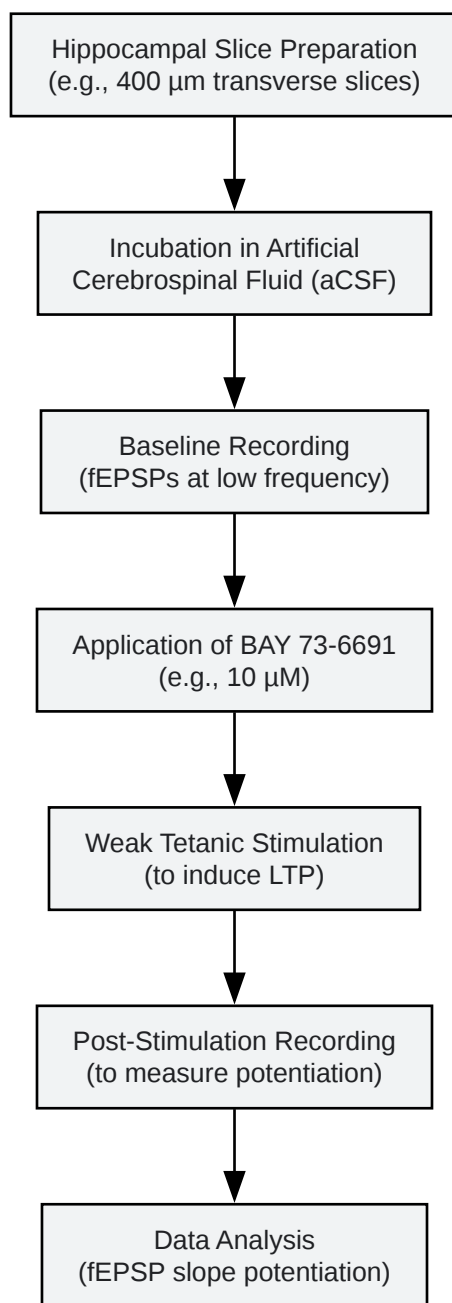 Hippocampal Slice Preparation
(e.g., 400 µm transverse slices)
Incubation in Artificial
Cerebrospinal Fluid (aCSF)
Baseline Recording
(fEPSPs at low frequency)
Application of BAY 73-6691
(e.g., 10 µM)
Weak Tetanic Stimulation
(to induce LTP)
Post-Stimulation Recording
(to measure potentiation)
Data Analysis
(fEPSP slope potentiation)